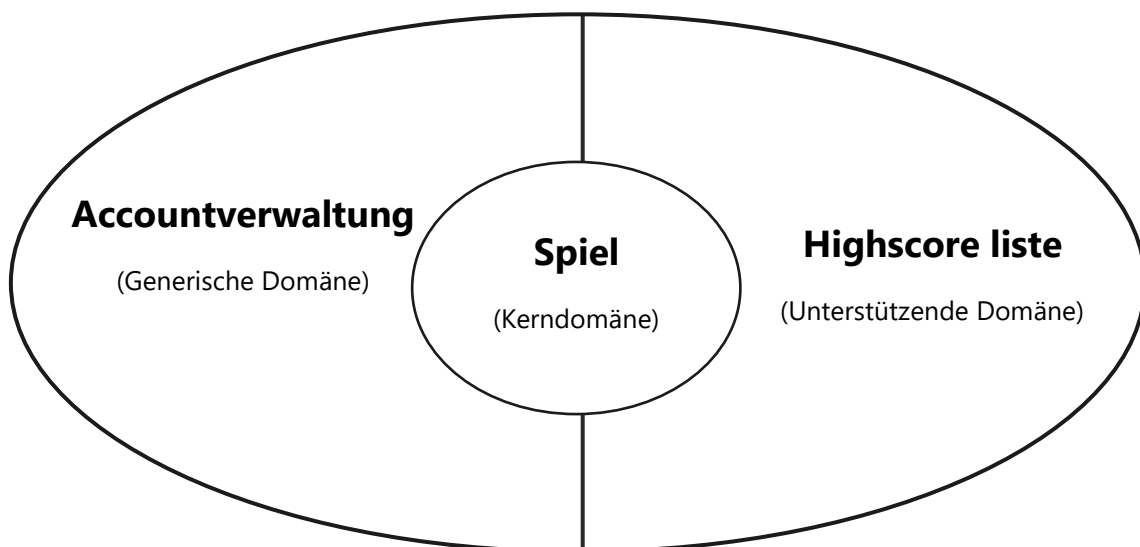 Accountverwaltung
(Generische Domäne)
Spiel
(Kerndomäne)
Highscore liste
(Unterstützende Domäne)